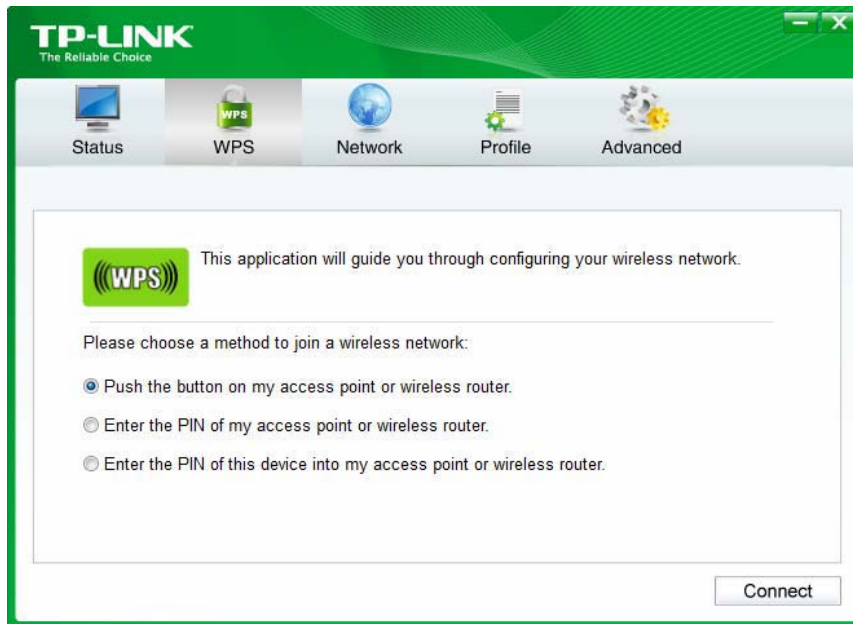 TP-LINK
The Reliable Choice
Status
WPS
WPS
Network
Profile
Advanced
(((WPS)))
This application will guide you through configuring your wireless network.
Please choose a method to join a wireless network:
Push the button on my access point or wireless router.
Enter the PIN of my access point or wireless router.
Enter the PIN of this device into my access point or wireless router.
Connect